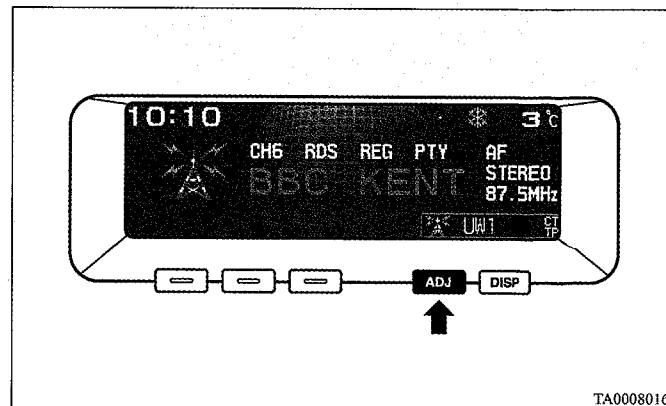 10:10 3°C
CH6 RDS REG PTY AF
BBC KENT STEREO
87.5MHz
UW1 CT
TP
ADJ DISP
TA0008016